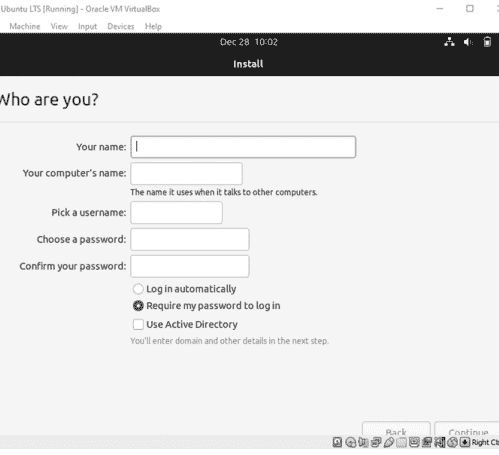 Ubuntu LTS [Running] - Oracle VM VirtualBox
Machine View Input Devices Help
Dec 28 10:02
Install
Who are you?
Your name:
Your computer's name:
The name it uses when it talks to other computers.
Pick a username:
Choose a password:
Confirm your password:
Log in automatically
Require my password to log in
Use Active Directory
You'll enter domain and other details in the next step.
Back Continue
Right